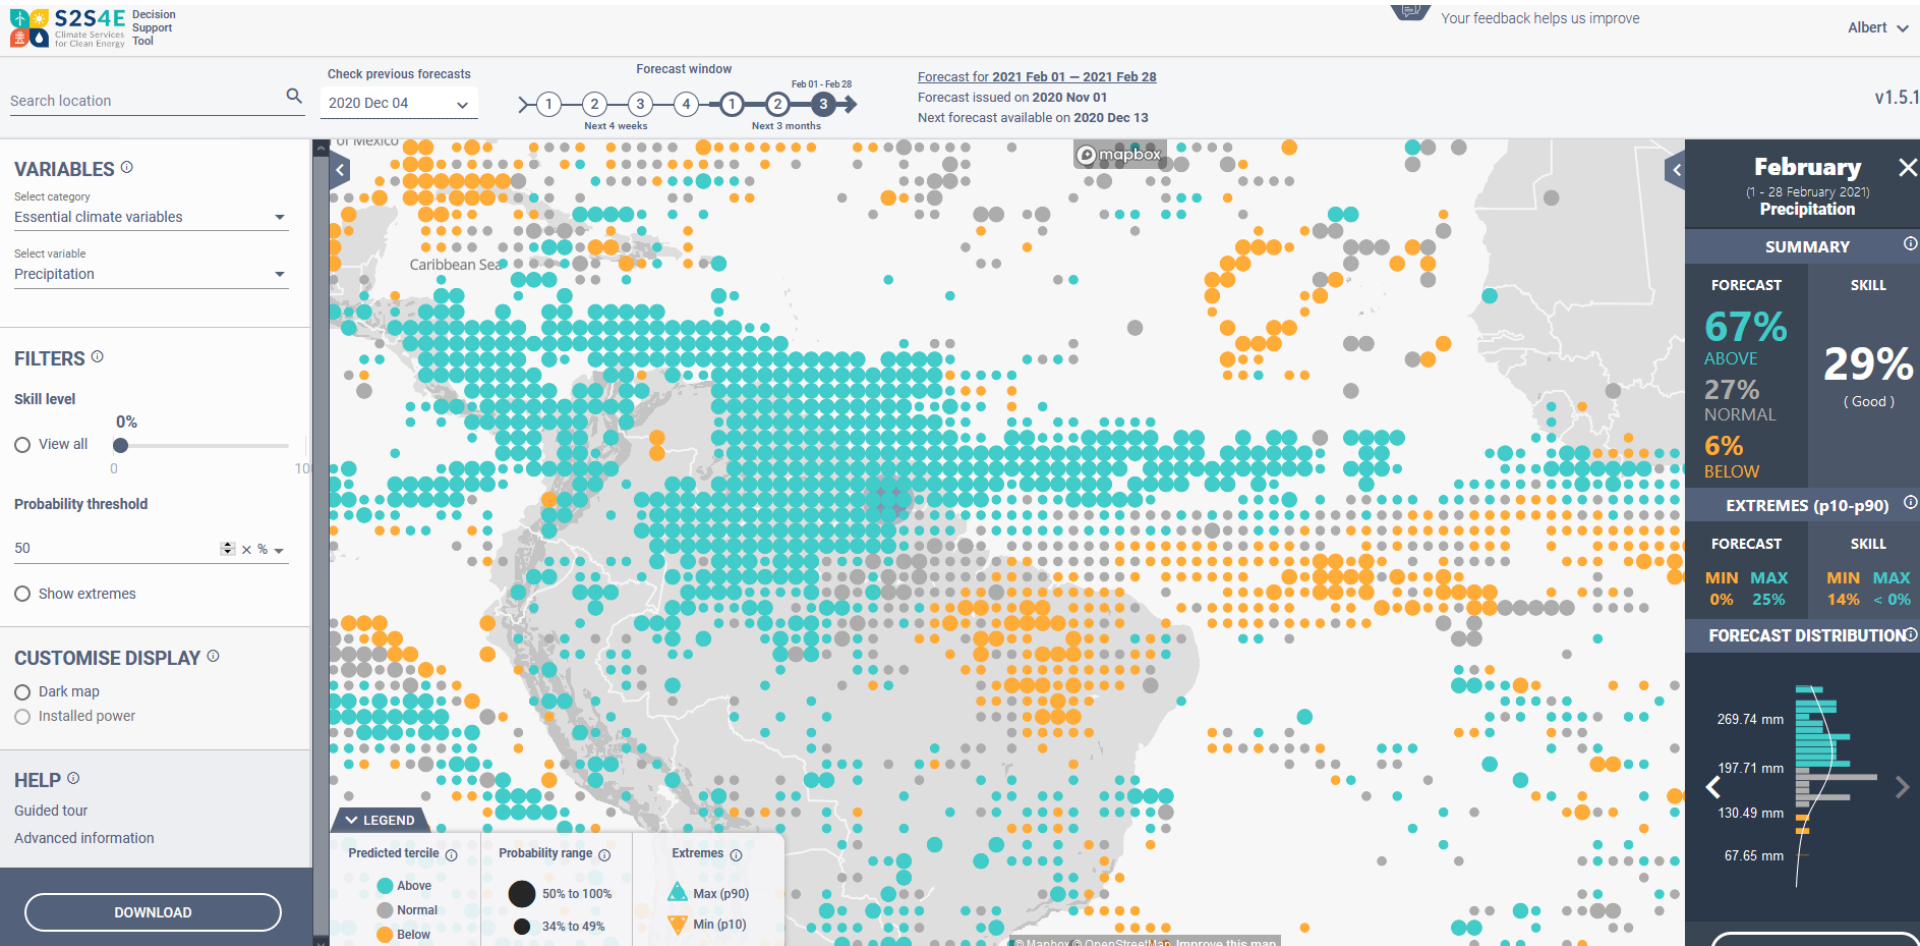 S2S4E
Climate Services
for Clean Energy
Decision
Support
Tool
Your feedback helps us improve
Albert
Search location
Check previous forecasts
2020 Dec 04
Forecast window
Feb 01 - Feb 28
1 2 3 4 1 2 3
Next 4 weeks
Next 3 months
Forecast for 2021 Feb 01 — 2021 Feb 28
Forecast issued on 2020 Nov 01
Next forecast available on 2020 Dec 13
v1.5.1
VARIABLES
Select category
Essential climate variables
Select variable
Precipitation
FILTERS
Skill level
0%
View all
0
10
Probability threshold
50
× %
Show extremes
CUSTOMISE DISPLAY
Dark map
Installed power
HELP
Guided tour
Advanced information
DOWNLOAD
of Mexico
Caribbean Sea
mapbox
LEGEND
Predicted tercile
Above
Normal
Below
Probability range
50% to 100%
34% to 49%
Extremes
Max (p90)
Min (p10)
© Mapbox © OpenStreetMap Improve this map
February
(1 - 28 February 2021)
Precipitation
SUMMARY
FORECAST
67%
ABOVE
27%
NORMAL
6%
BELOW
SKILL
29%
( Good )
EXTREMES (p10-p90)
FORECAST
MIN MAX
0% 25%
SKILL
MIN MAX
14% < 0%
FORECAST DISTRIBUTION
269.74 mm
197.71 mm
130.49 mm
67.65 mm